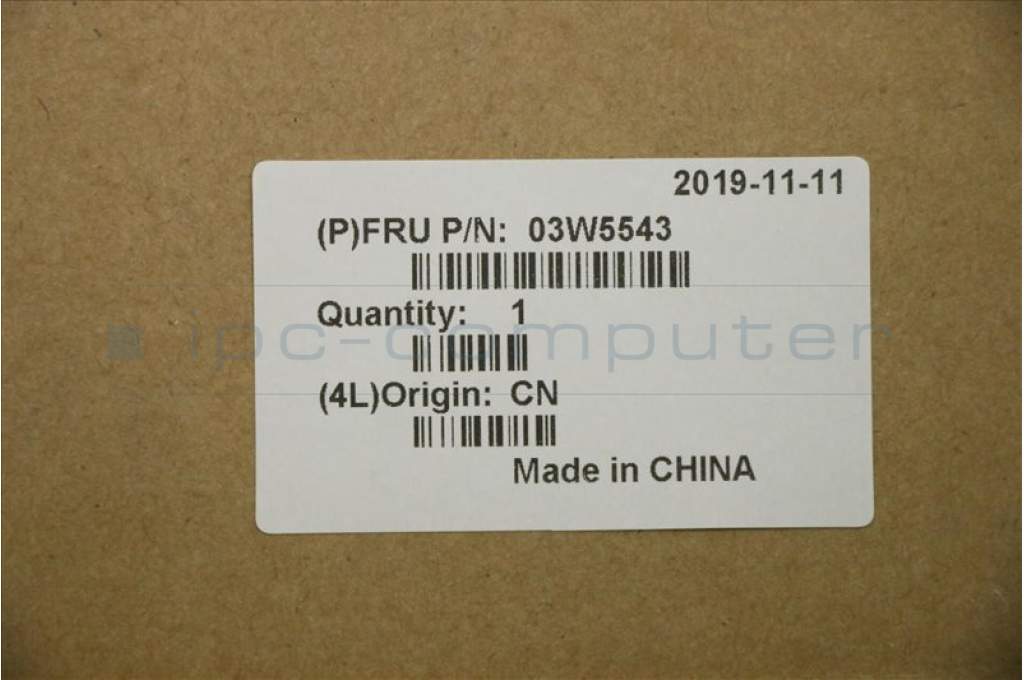 2019-11-11
(P)FRU P/N: 03W5543
Quantity: 1
ipc-computer
(4L)Origin: CN
Made in CHINA